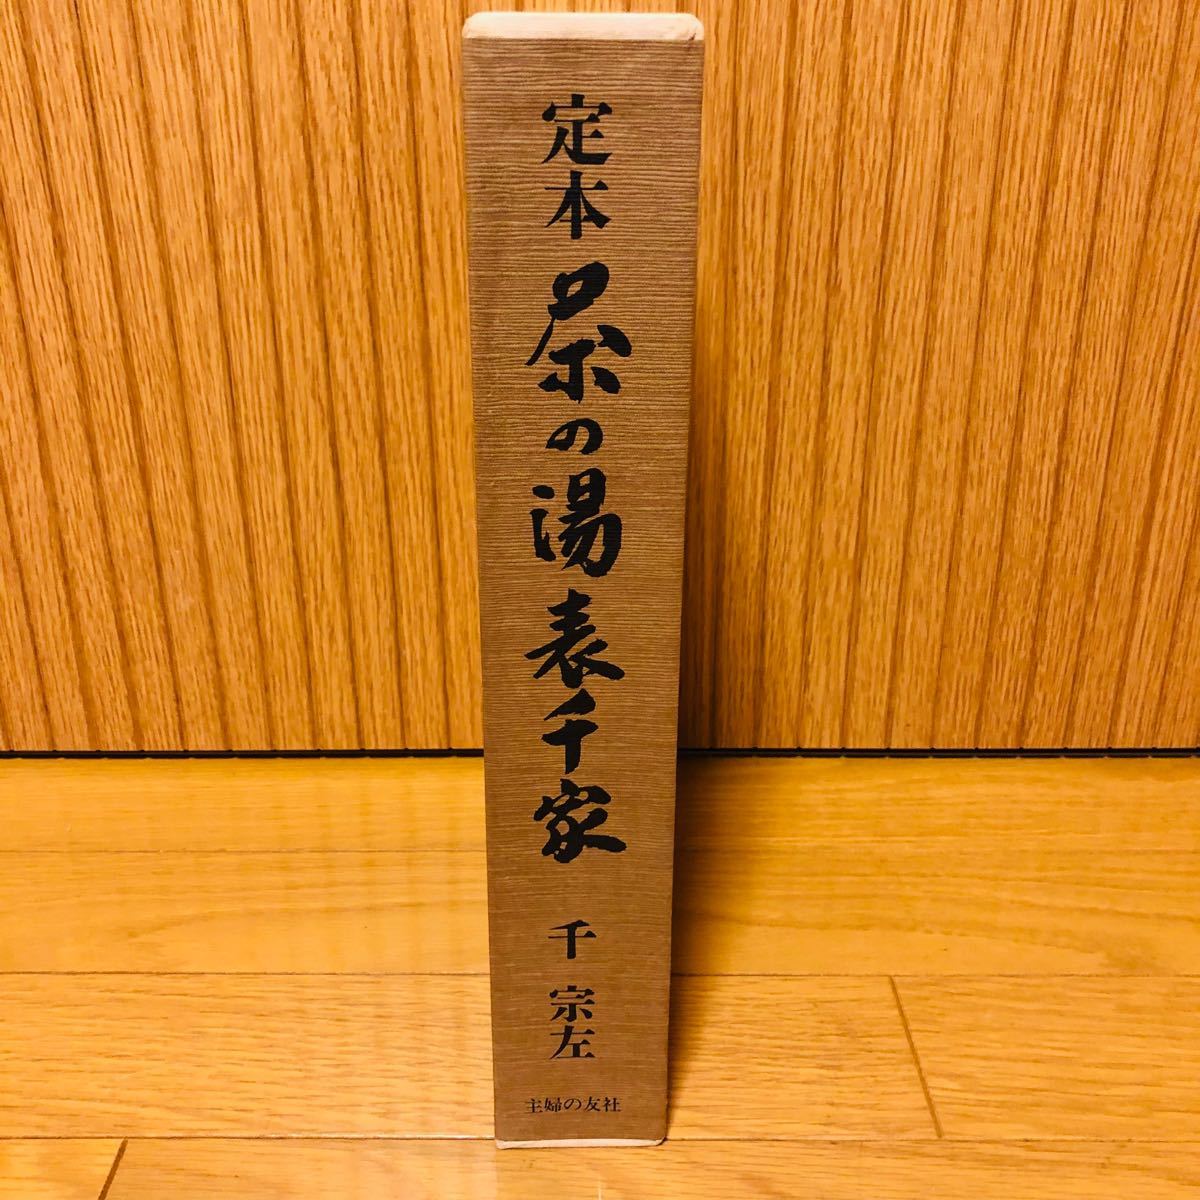 定本 茶の湯表千家
千 宗左
主婦の友社